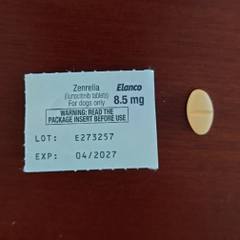 Zenrelia Elanco
(ilunocitinib tablets)
For dogs only 8.5 mg
WARNING: READ THE
PACKAGE INSERT BEFORE USE
LOT: E273257
EXP: 04/2027